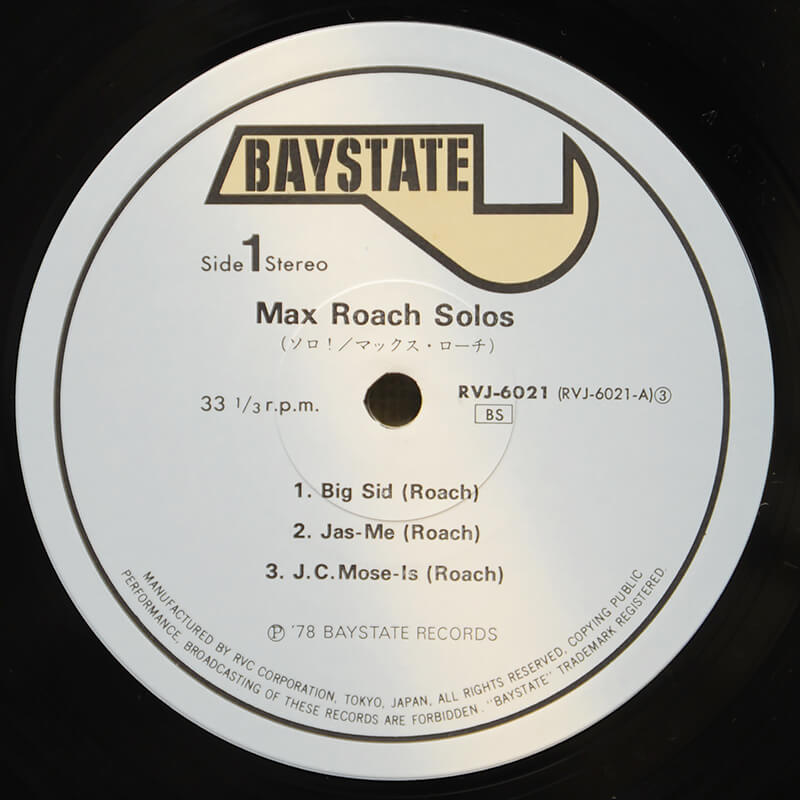 BAYSTATE
Side 1 Stereo
Max Roach Solos
(ソロ!/マックス・ローチ)
33 1/3 r.p.m.
RVJ-6021 (RVJ-6021-A)③
BS
1. Big Sid (Roach)
2. Jas-Me (Roach)
3. J.C.Mose-Is (Roach)
Ⓟ '78 BAYSTATE RECORDS
MANUFACTURED BY RVC CORPORATION, TOKYO, JAPAN, ALL RIGHTS RESERVED, COPYING PUBLIC
PERFORMANCE, BROADCASTING OF THESE RECORDS ARE FORBIDDEN. "BAYSTATE" TRADEMARK REGISTERED.